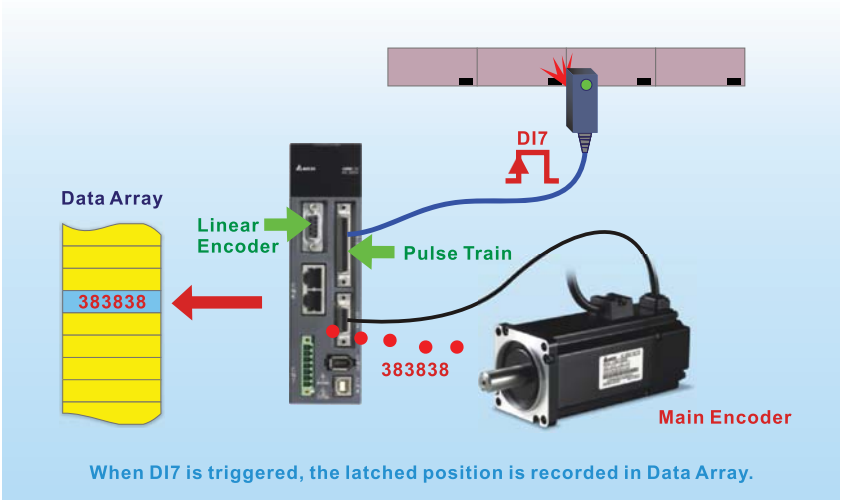 DI7
Data Array
Linear
Encoder
Pulse Train
383838
383838
Main Encoder
When DI7 is triggered, the latched position is recorded in Data Array.